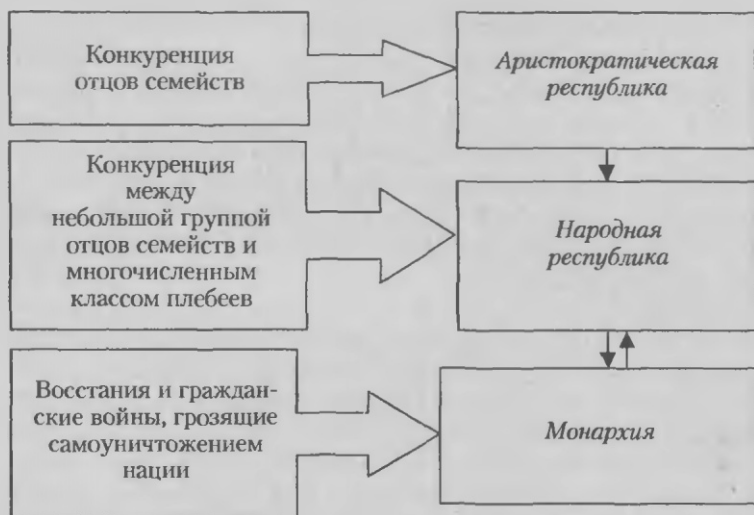 Конкуренция
отцов семейств
Аристократическая
республика
Конкуренция
между
небольшой группой
отцов семейств и
многочисленным
классом плебеев
Народная
республика
Восстания и граждан-
ские войны, грозящие
самоуничтожением
нации
Монархия